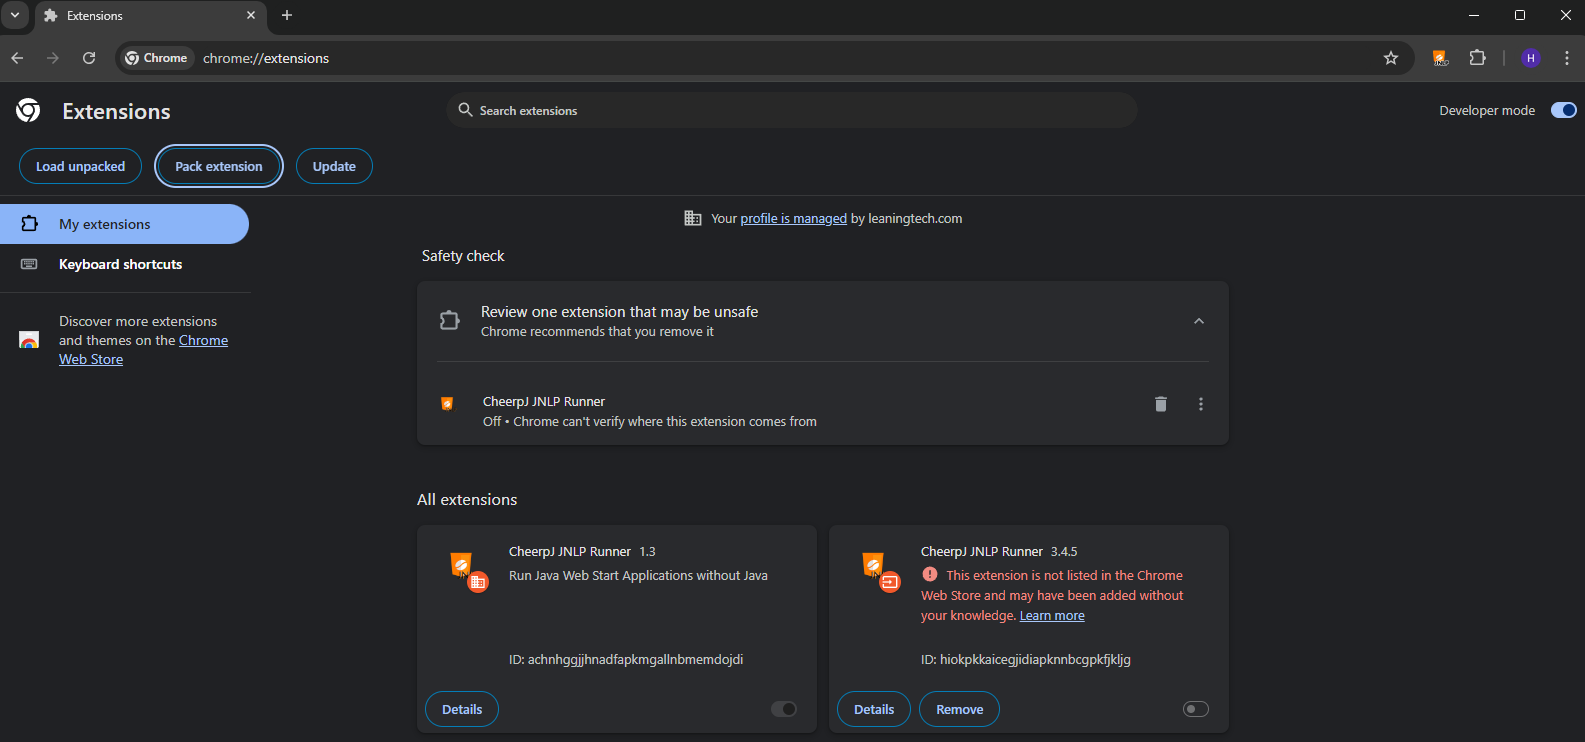 Extensions
Chrome
chrome://extensions
H
Extensions
Search extensions
Developer mode
Load unpacked
Pack extension
Update
My extensions
Keyboard shortcuts
Discover more extensions
and themes on the Chrome
Web Store
Your profile is managed by leaningtech.com
Safety check
Review one extension that may be unsafe
Chrome recommends that you remove it
CheerpJ JNLP Runner
Off • Chrome can't verify where this extension comes from
All extensions
CheerpJ JNLP Runner 1.3
Run Java Web Start Applications without Java
ID: achnhggjjhnadfapkmgallnbmemdojdi
Details
CheerpJ JNLP Runner 3.4.5
This extension is not listed in the Chrome
Web Store and may have been added without
your knowledge. Learn more
ID: hiokpkkaicegjidiapknnbcgpkfjkljg
Details
Remove